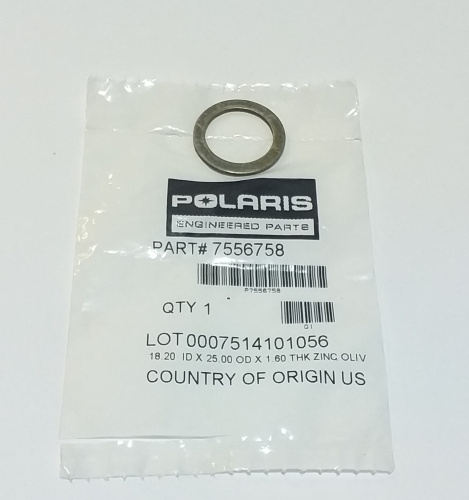 POLARIS
ENGINEERED PARTS
PART# 7556758
P7556758
QTY 1
Q1
LOT 0007514101056
18.20 ID X 25.00 OD X 1.60 THK ZINC OLIV
COUNTRY OF ORIGIN US